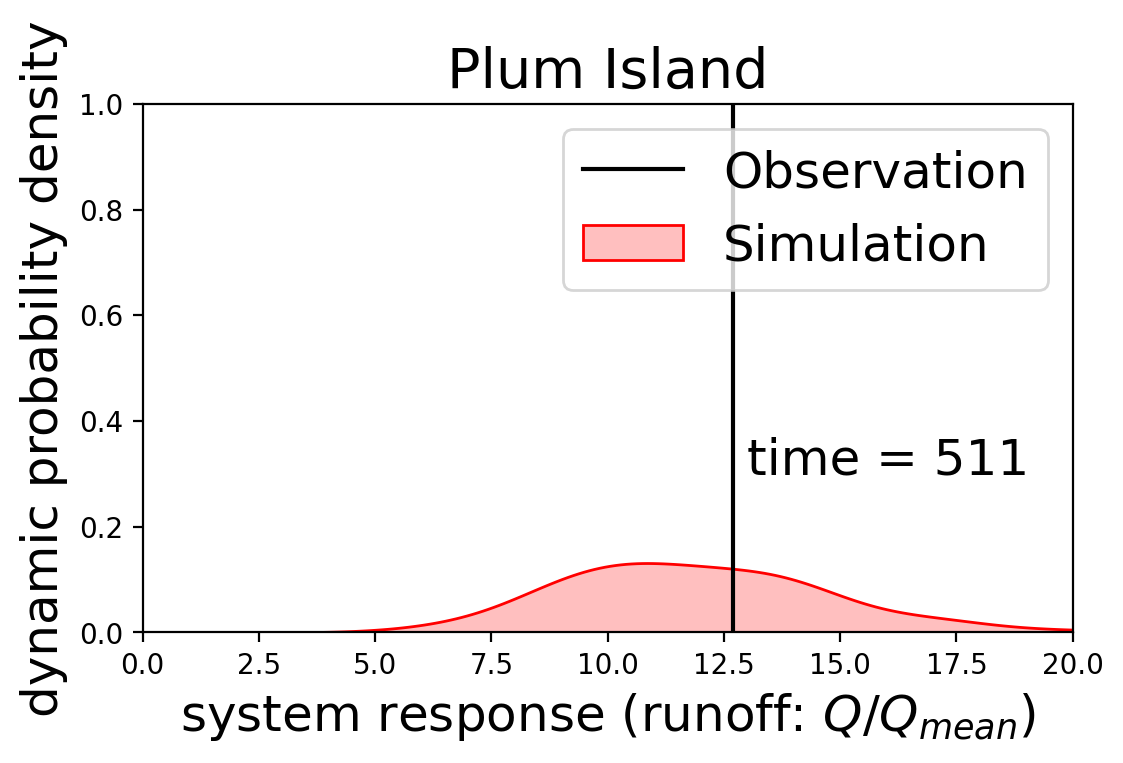 Plum Island
dynamic probability density
1.0
0.8
0.6
0.4
0.2
0.0
Observation
Simulation
time = 511
0.0 2.5 5.0 7.5 10.0 12.5 15.0 17.5 20.0
system response (runoff: Q/Qmean)